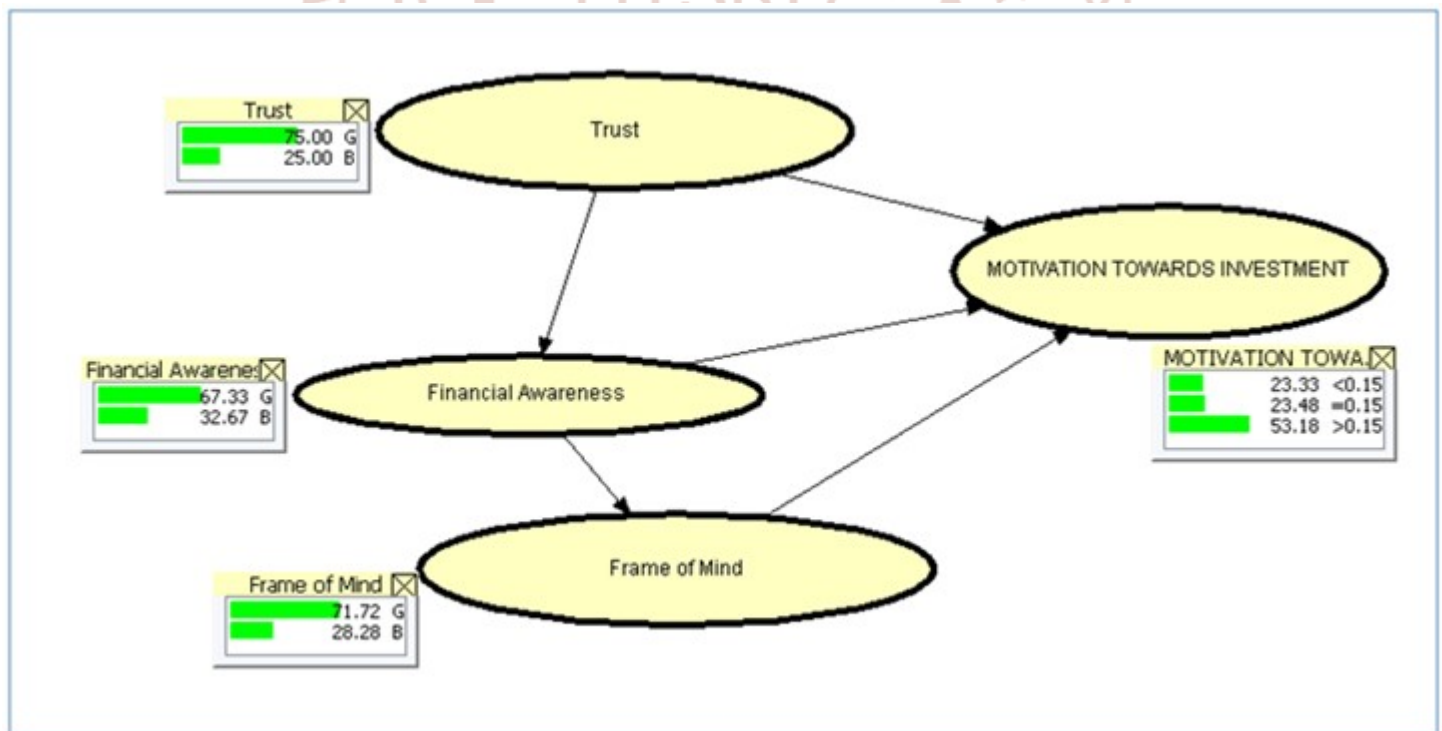 Trust
75.00 G
25.00 B
Trust
MOTIVATION TOWARDS INVESTMENT
MOTIVATION TOWA
23.33 <0.15
23.48 =0.15
53.18 >0.15
Financial Awarenes
67.33 G
32.67 B
Financial Awareness
Frame of Mind
71.72 G
28.28 B
Frame of Mind